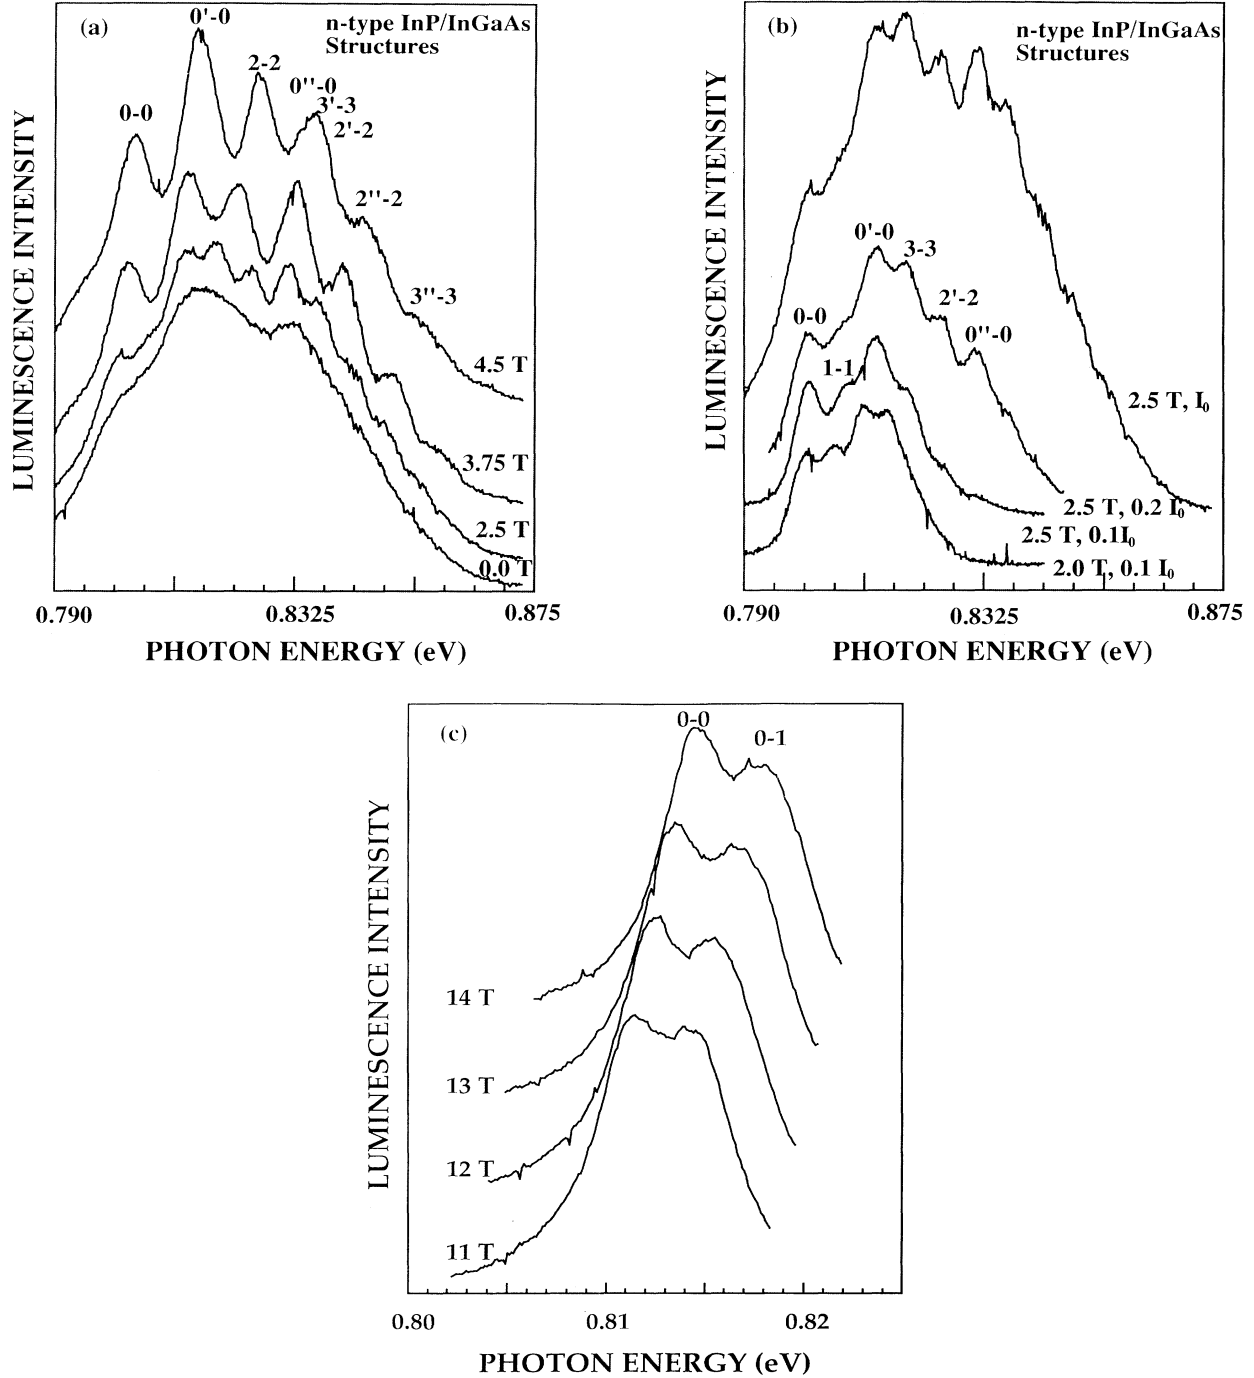 (a)
n-type InP/InGaAs
Structures
0'-0
2-2
0''-0
3'-3
2'-2
0-0
2''-2
3''-3
4.5 T
3.75 T
2.5 T
0.0 T
LUMINESCENCE INTENSITY
0.790
0.8325
0.875
PHOTON ENERGY (eV)
(b)
n-type InP/InGaAs
Structures
0'-0
3-3
2'-2
0-0
0''-0
1-1
2.5 T, I₀
2.5 T, 0.2 I₀
2.5 T, 0.1I₀
2.0 T, 0.1 I₀
LUMINESCENCE INTENSITY
0.790
0.8325
0.875
PHOTON ENERGY (eV)
(c)
0-0
0-1
14 T
13 T
12 T
11 T
LUMINESCENCE INTENSITY
0.80
0.81
0.82
PHOTON ENERGY (eV)